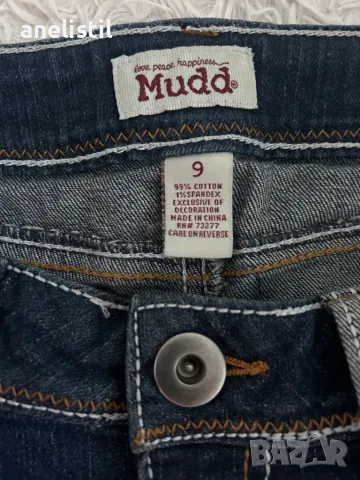 anelistil
love. peace. happiness.
Mudd®
9
99% COTTON
1% SPANDEX
EXCLUSIVE OF
DECORATION
MADE IN CHINA
RN# 73277
CARE ON REVERSE
BAZAR